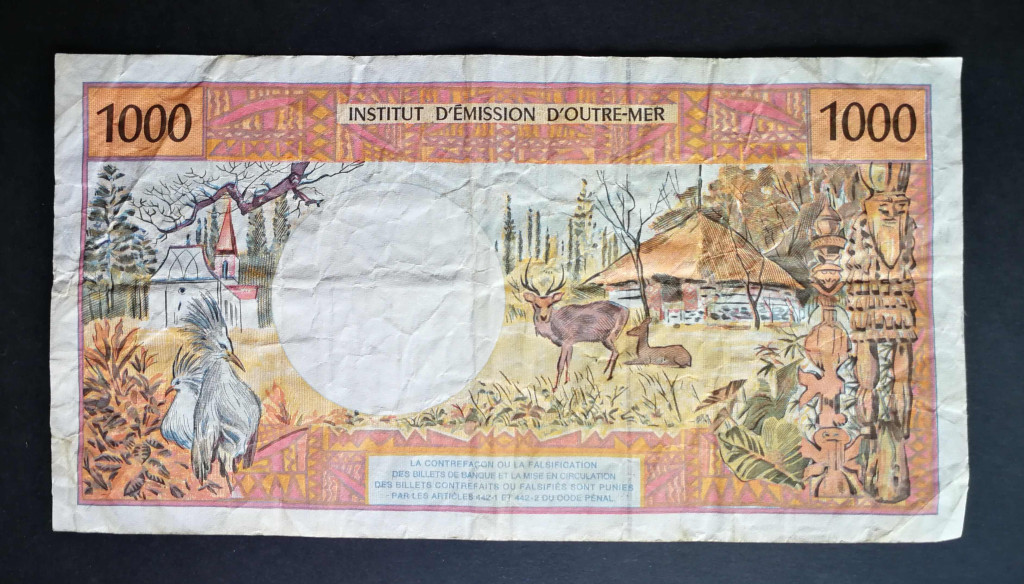 1000
INSTITUT D'ÉMISSION D'OUTRE-MER
1000
LA CONTREFAÇON OU LA FALSIFICATION
DES BILLETS DE BANQUE ET LA MISE EN CIRCULATION
DES BILLETS CONTREFAITS OU FALSIFIÉS SONT PUNIES
PAR LES ARTICLES 442-1 ET 442-2 DU CODE PÉNAL